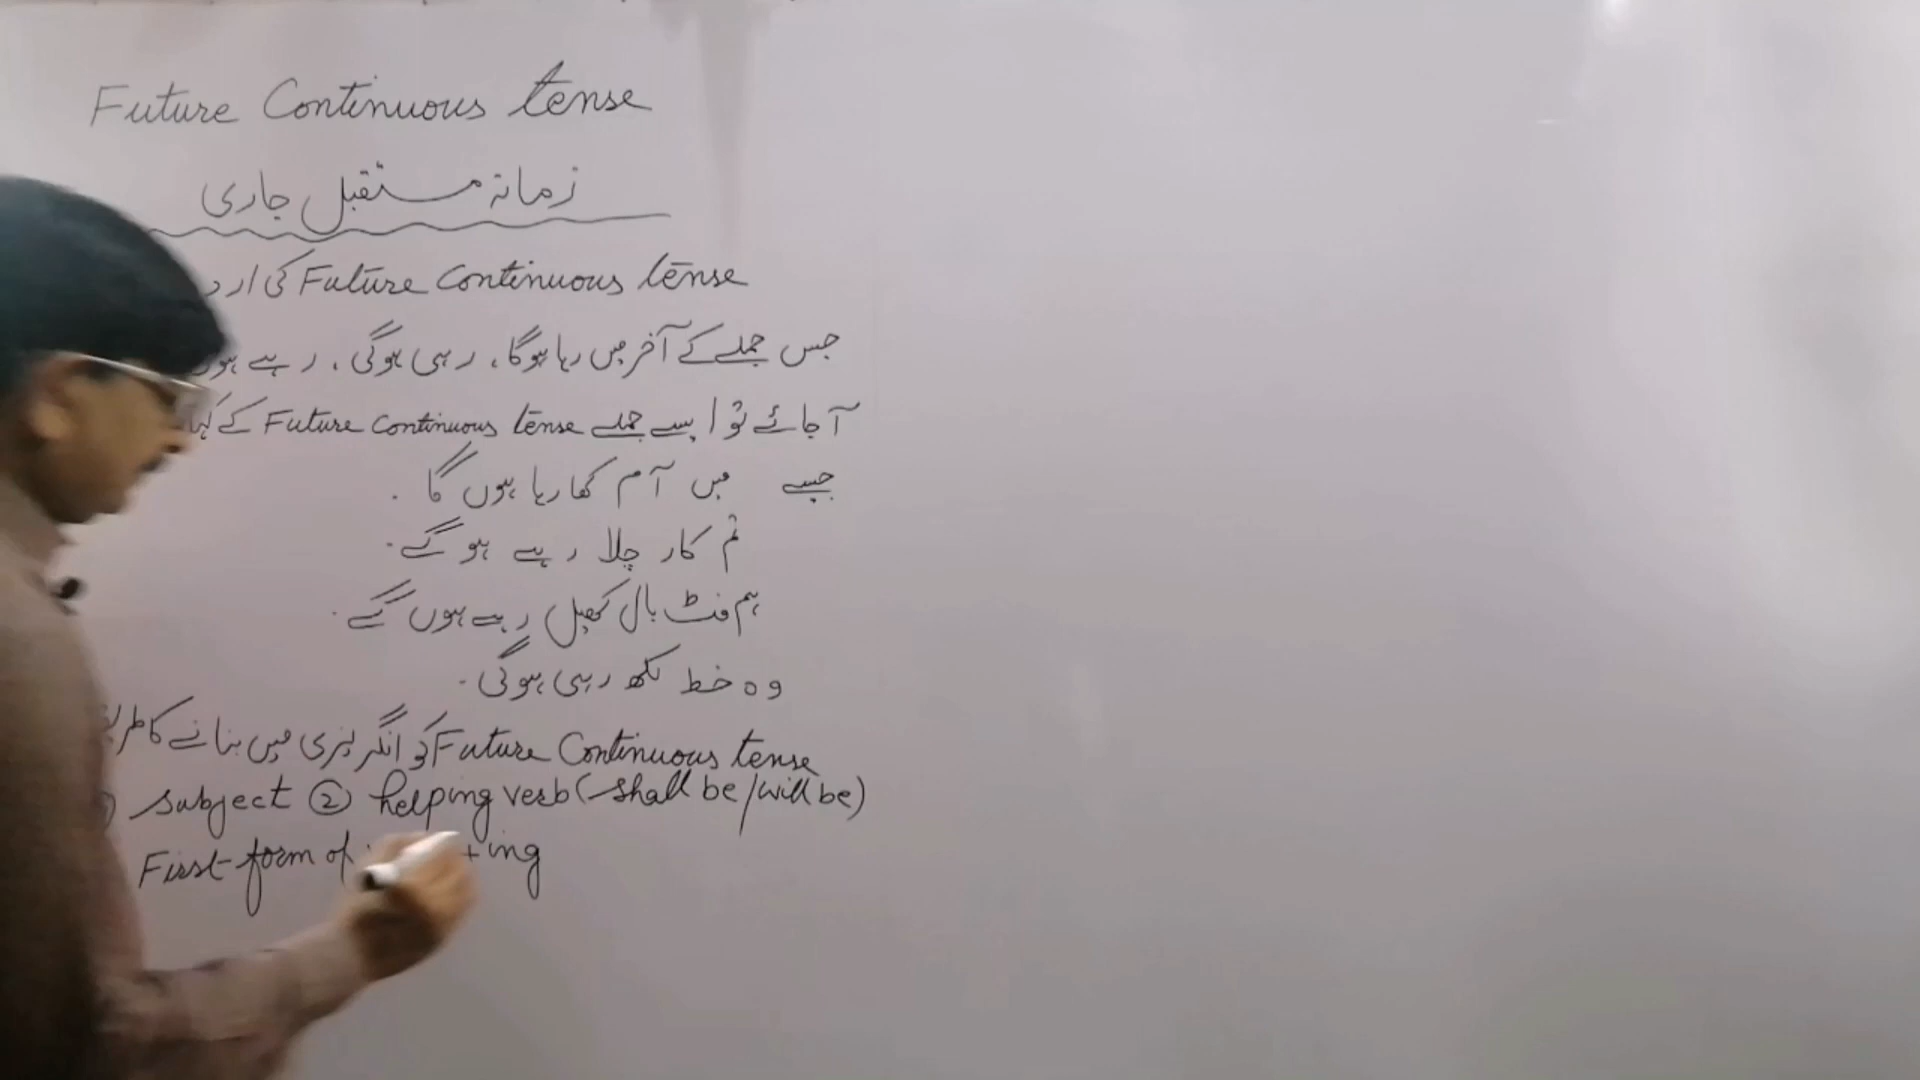 Future Continuous tense
زمانہ مستقبل جاری
Future Continuous tense کی
جس جملے کے آخر میں رہا ہوگا، رہی ہوگی، رہے
آجائے تو ایسے جملے Future Continuous tense کے
جیسے میں آم کھا رہا ہوں گا.
تم کار چلا رہے ہو گے.
ہم فٹ بال کھیل رہے ہوں گے.
وہ خط لکھ رہی ہوگی.
Future Continuous tense کو انگریزی میں بنانے کا
subject ② helping verb (shall be/will be)
First form of + ing